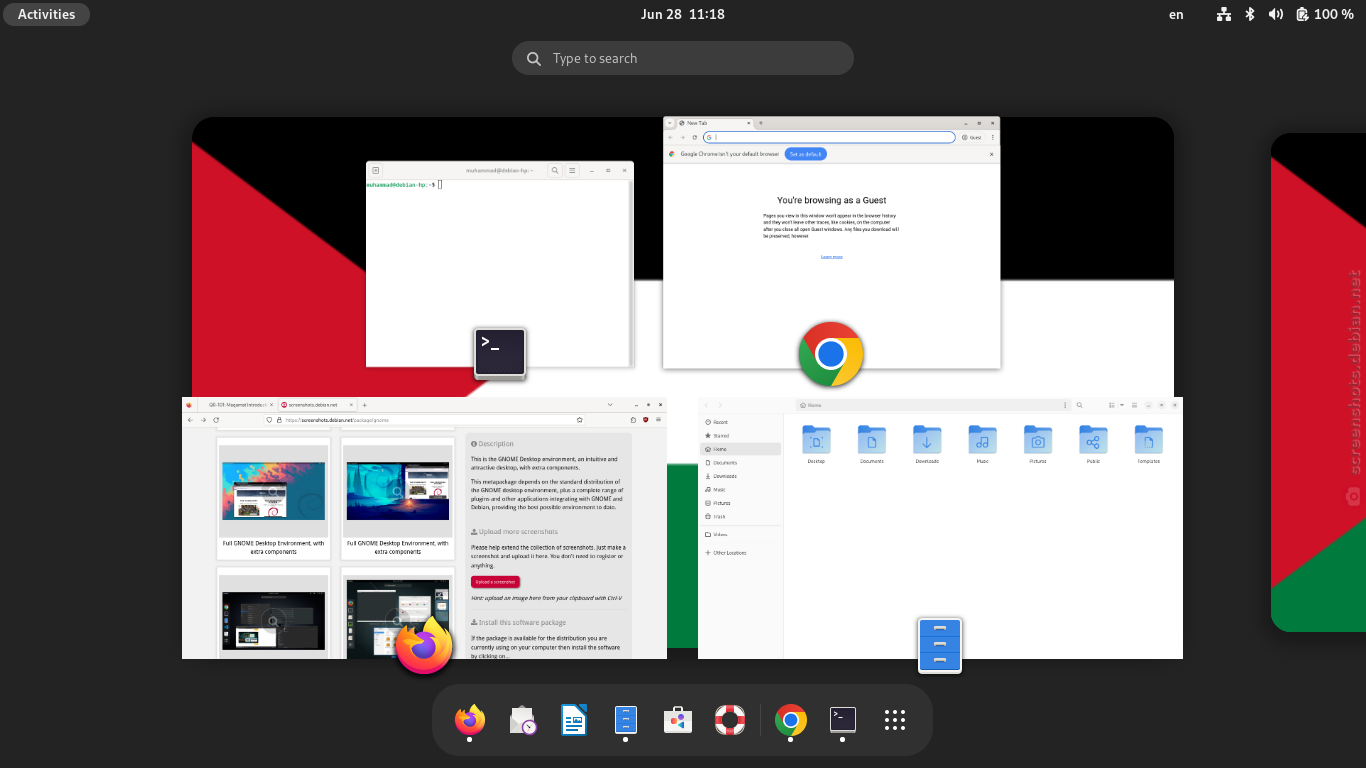 Activities
Jun 28 11:18
en
100 %
Type to search
muhammad@debian-hp: ~
muhammad@debian-hp:~$
New Tab
Guest
Google Chrome isn't your default browser
Set as default
You're browsing as a Guest
Pages you view in this window won't appear in the browser history
and they won't leave other traces, like cookies, on the computer
after you close all open Guest windows. Any files you download will
be preserved, however.
Learn more
screenshots.debian.net
https://screenshots.debian.net/package/gnome
Full GNOME Desktop Environment, with
extra components
Full GNOME Desktop Environment, with
extra components
Description
This is the GNOME Desktop environment, an intuitive and
attractive desktop, with extra components.
This metapackage depends on the standard distribution of
the GNOME desktop environment, plus a complete range of
plugins and other applications integrating with GNOME and
Debian, providing the best possible environment to date.
Upload more screenshots
Please help extend the collection of screenshots. Just make a
screenshot and upload it here. You don't need to register or
anything.
Upload a screenshot
Hint: upload an image here from your clipboard with Ctrl-V
Install this software package
If the package is available for the distribution you are
currently using on your computer then install the software
by clicking on...
Home
Recent
Starred
Home
Documents
Downloads
Music
Pictures
Trash
Videos
Other Locations
Desktop
Documents
Downloads
Music
Pictures
Public
Templates
screenshots.debian.net